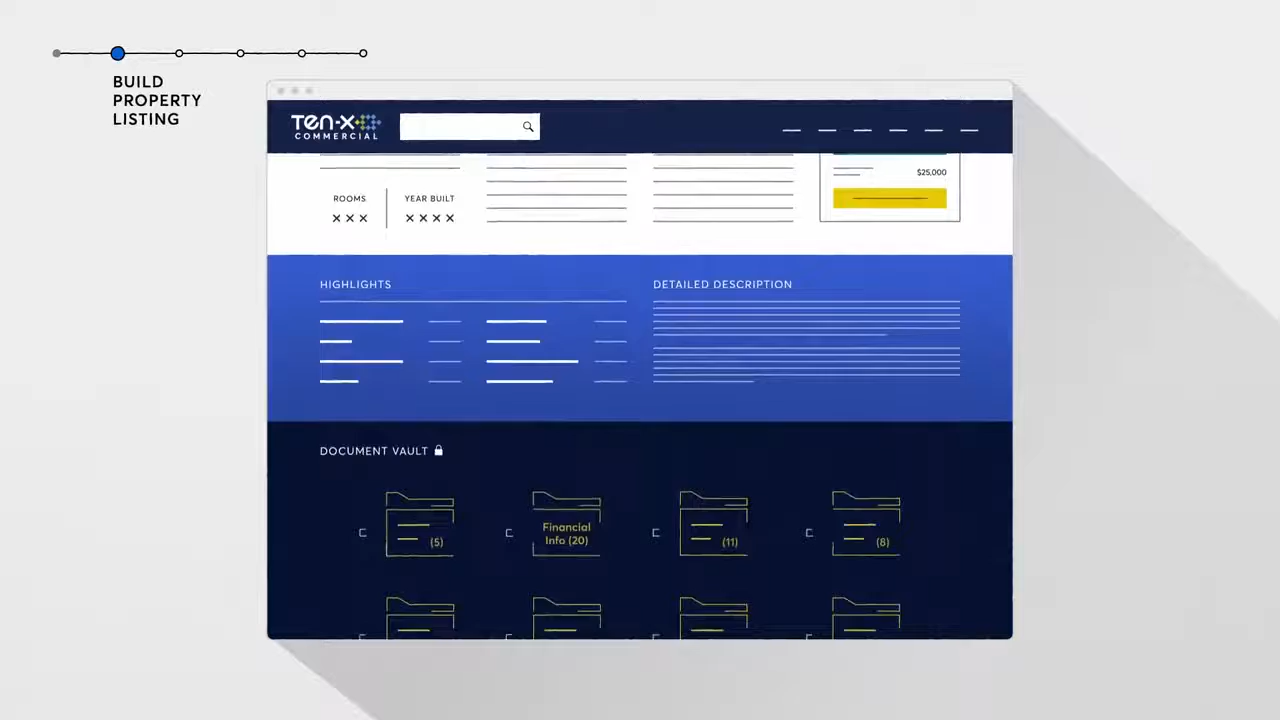 BUILD
PROPERTY
LISTING
Ten-X
COMMERCIAL
$25,000
ROOMS
YEAR BUILT
XXX
XXXX
HIGHLIGHTS
DETAILED DESCRIPTION
DOCUMENT VAULT
(5)
Financial
Info (20)
(11)
(8)